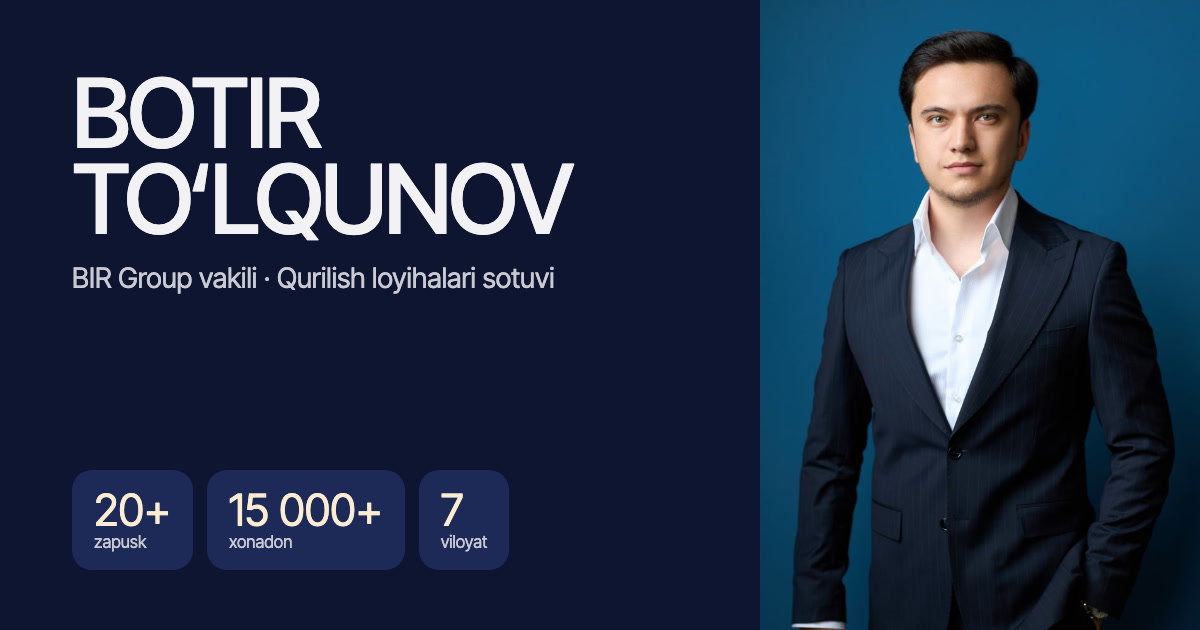 BOTIR
TO‘LQUNOV
BIR Group vakili · Qurilish loyihalari sotuvi
20+
zapusk
15 000+
xonadon
7
viloyat